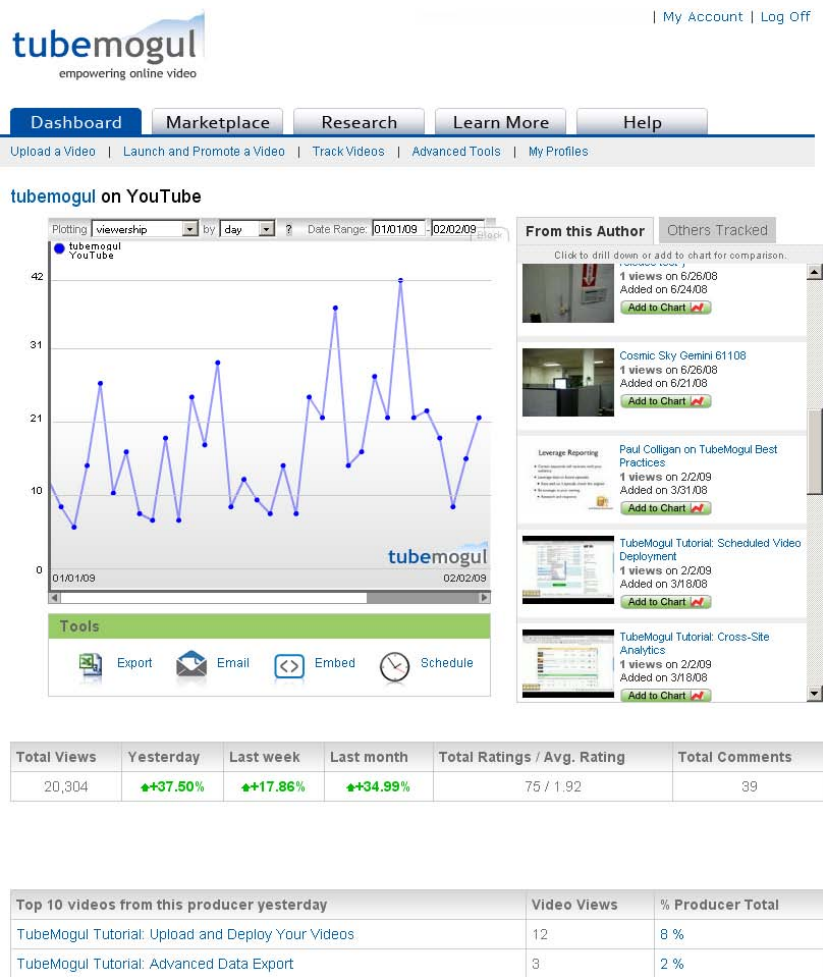 | My Account | Log Off
tubemogul
empowering online video
Dashboard Marketplace Research Learn More Help
Upload a Video | Launch and Promote a Video | Track Videos | Advanced Tools | My Profiles
tubemogul on YouTube
Plotting viewership by day ? Date Range: 01/01/09 - 02/02/09
tubemogul
YouTube
42
31
21
10
0
01/01/09 02/02/09
tubemogul
Tools
Export Email Embed Schedule
From this Author Others Tracked
Click to drill down or add to chart for comparison.
1 views on 6/26/08
Added on 6/24/08
Add to Chart
Cosmic Sky Gemini 61108
1 views on 6/26/08
Added on 6/21/08
Add to Chart
Leverage Reporting
Paul Colligan on TubeMogul Best
Practices
1 views on 2/2/09
Added on 3/31/08
Add to Chart
TubeMogul Tutorial: Scheduled Video
Deployment
1 views on 2/2/09
Added on 3/18/08
Add to Chart
TubeMogul Tutorial: Cross-Site
Analytics
1 views on 2/2/09
Added on 3/18/08
Add to Chart
Total Views Yesterday Last week Last month Total Ratings / Avg. Rating Total Comments
20,304 +37.50% +17.86% +34.99% 75 / 1.92 39
Top 10 videos from this producer yesterday Video Views % Producer Total
TubeMogul Tutorial: Upload and Deploy Your Videos 12 8 %
TubeMogul Tutorial: Advanced Data Export 3 2 %